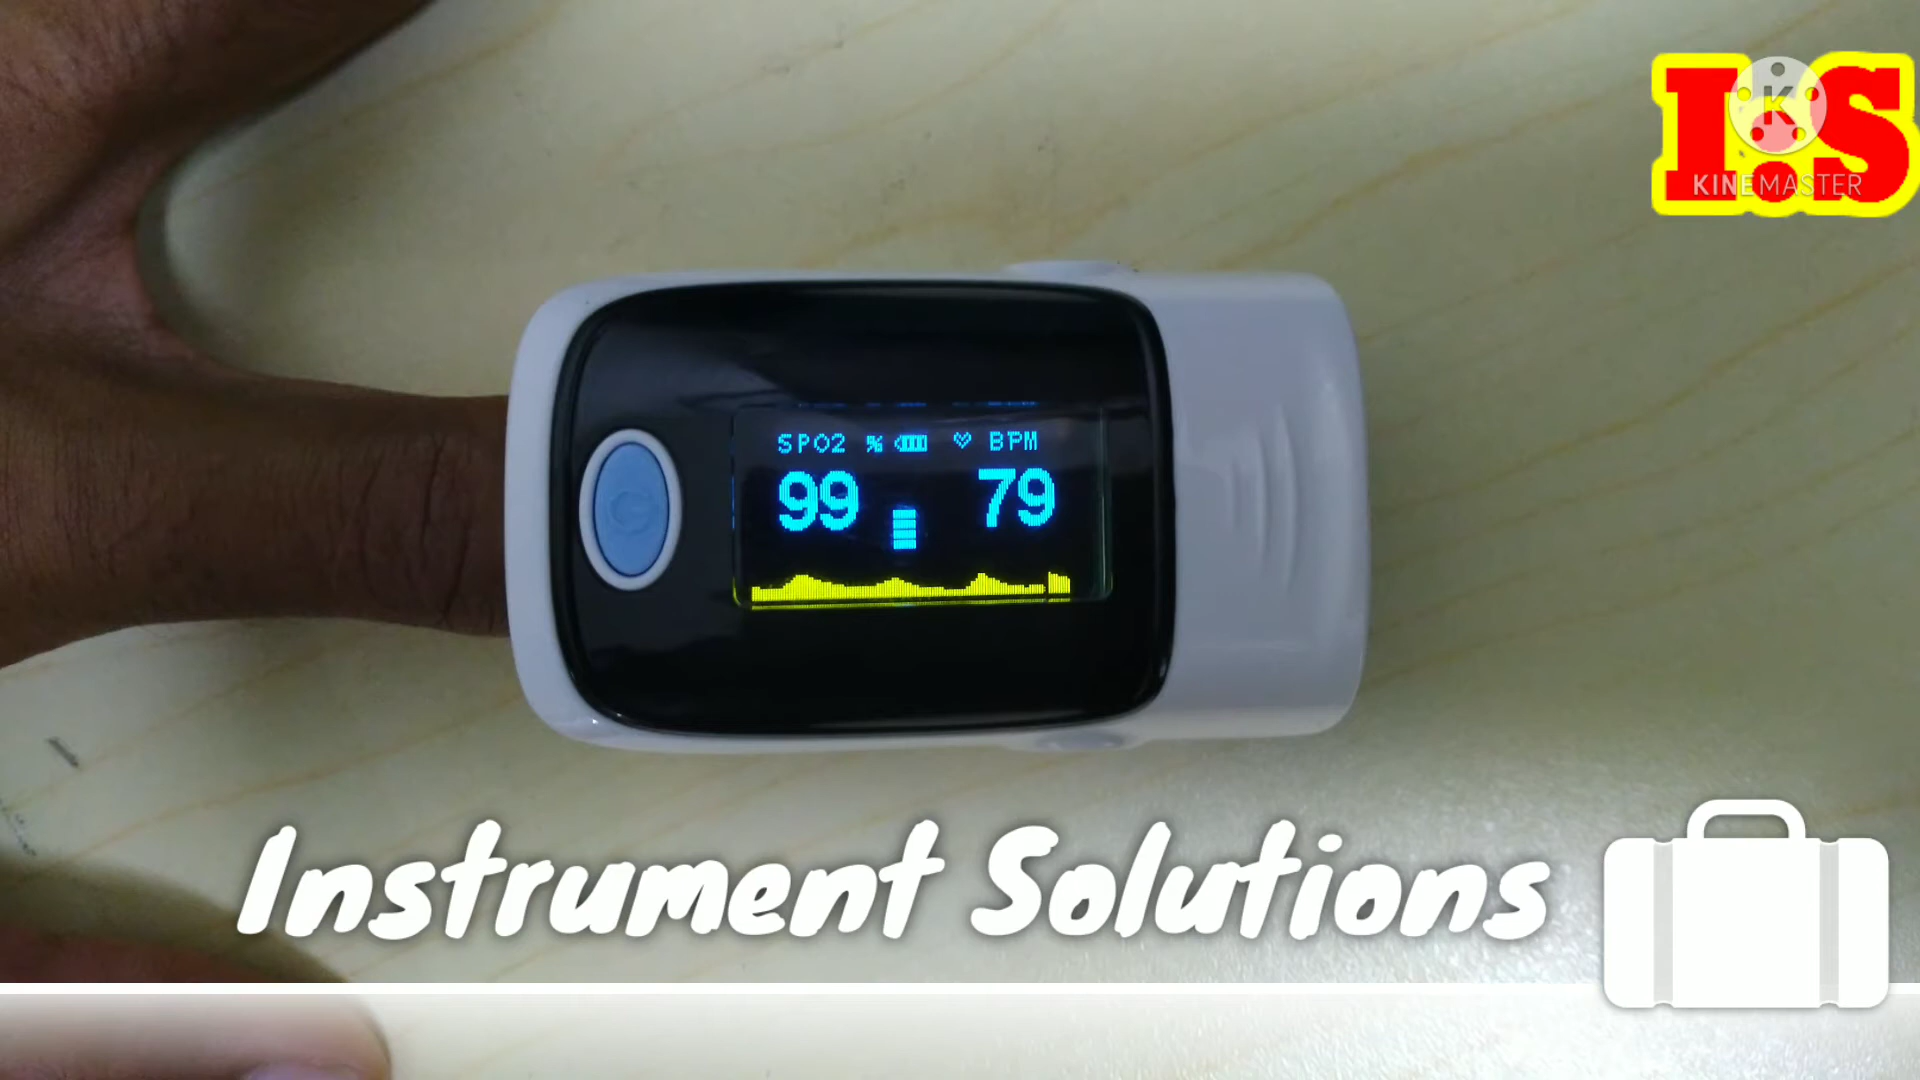 I.S
K
KINEMASTER
SPO2 % BPM
99 79
Instrument Solutions